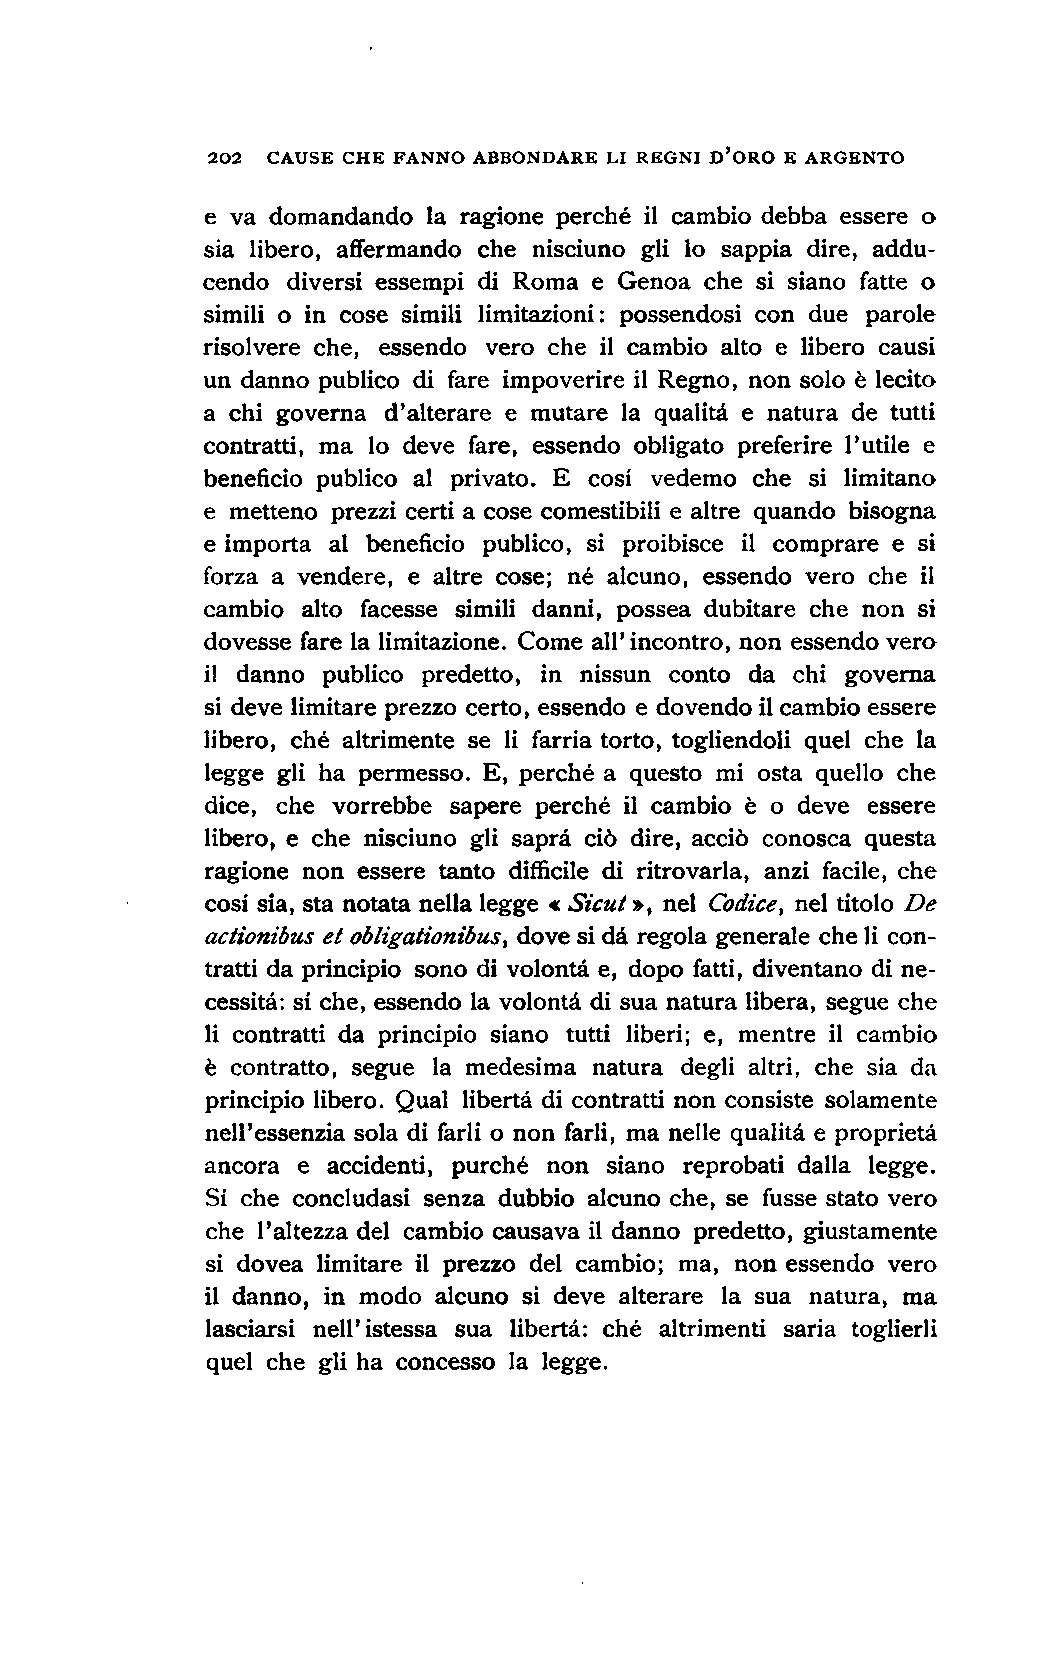 202 CAUSE CHE FANNO ABBONDARE LI REGNI D'ORO E ARGENTO
e va domandando la ragione perché il cambio debba essere o
sia libero, affermando che nisciuno gli lo sappia dire, addu-
cendo diversi essempi di Roma e Genoa che si siano fatte o
simili o in cose simili limitazioni: possendosi con due parole
risolvere che, essendo vero che il cambio alto e libero causi
un danno publico di fare impoverire il Regno, non solo è lecito
a chi governa d'alterare e mutare la qualitá e natura de tutti
contratti, ma lo deve fare, essendo obligato preferire l'utile e
beneficio publico al privato. E cosí vedemo che si limitano
e metteno prezzi certi a cose comestibili e altre quando bisogna
e importa al beneficio publico, si proibisce il comprare e si
forza a vendere, e altre cose; né alcuno, essendo vero che il
cambio alto facesse simili danni, possea dubitare che non si
dovesse fare la limitazione. Come all' incontro, non essendo vero
il danno publico predetto, in nissun conto da chi governa
si deve limitare prezzo certo, essendo e dovendo il cambio essere
libero, ché altrimente se li farria torto, togliendoli quel che la
legge gli ha permesso. E, perché a questo mi osta quello che
dice, che vorrebbe sapere perché il cambio è o deve essere
libero, e che nisciuno gli saprá ciò dire, acciò conosca questa
ragione non essere tanto difficile di ritrovarla, anzi facile, che
cosí sia, sta notata nella legge « Sicut », nel Codice, nel titolo De
actionibus et obligationibus, dove si dá regola generale che li con-
tratti da principio sono di volontá e, dopo fatti, diventano di ne-
cessitá: sí che, essendo la volontá di sua natura libera, segue che
li contratti da principio siano tutti liberi; e, mentre il cambio
è contratto, segue la medesima natura degli altri, che sia da
principio libero. Qual libertá di contratti non consiste solamente
nell'essenzia sola di farli o non farli, ma nelle qualitá e proprietá
ancora e accidenti, purché non siano reprobati dalla legge.
Sí che concludasi senza dubbio alcuno che, se fusse stato vero
che l'altezza del cambio causava il danno predetto, giustamente
si dovea limitare il prezzo del cambio; ma, non essendo vero
il danno, in modo alcuno si deve alterare la sua natura, ma
lasciarsi nell' istessa sua libertá: ché altrimenti saria toglierli
quel che gli ha concesso la legge.